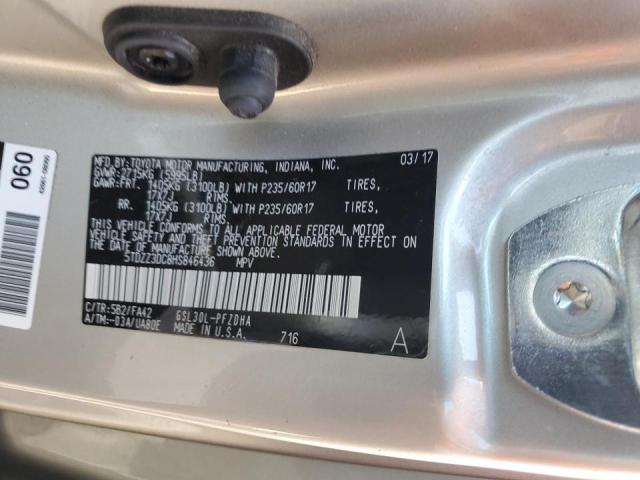 MFD.BY:TOYOTA MOTOR MANUFACTURING, INDIANA, INC. 03/17
GVWR:2715KG (5995LB)
GAWR:FRT. 1405KG (3100LB) WITH P235/60R17 TIRES,
17X7J RIMS
RR. 1405KG (3100LB) WITH P235/60R17 TIRES,
17X7J RIMS
THIS VEHICLE CONFORMS TO ALL APPLICABLE FEDERAL MOTOR
VEHICLE SAFETY AND THEFT PREVENTION STANDARDS IN EFFECT
ON THE DATE OF MANUFACTURE SHOWN ABOVE.
5TDZZ3DC8HS846436 MPV
C/TR:5B2/FA42 GSL30L-PFZDHA
A/TM:-03A/UA80E MADE IN U.S.A. 716 A
060